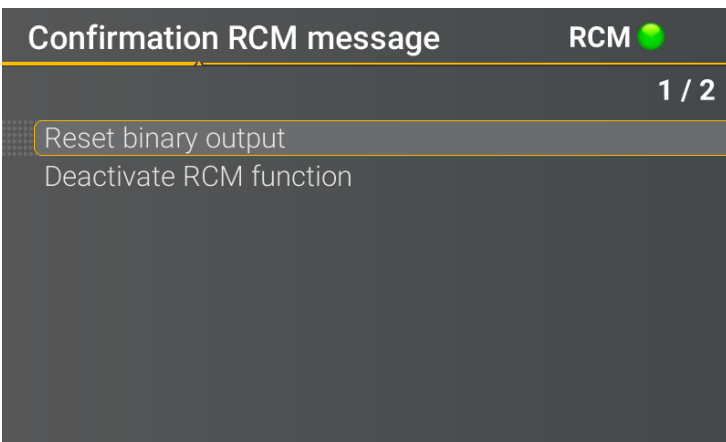 Confirmation RCM message RCM
1 / 2
Reset binary output
Deactivate RCM function